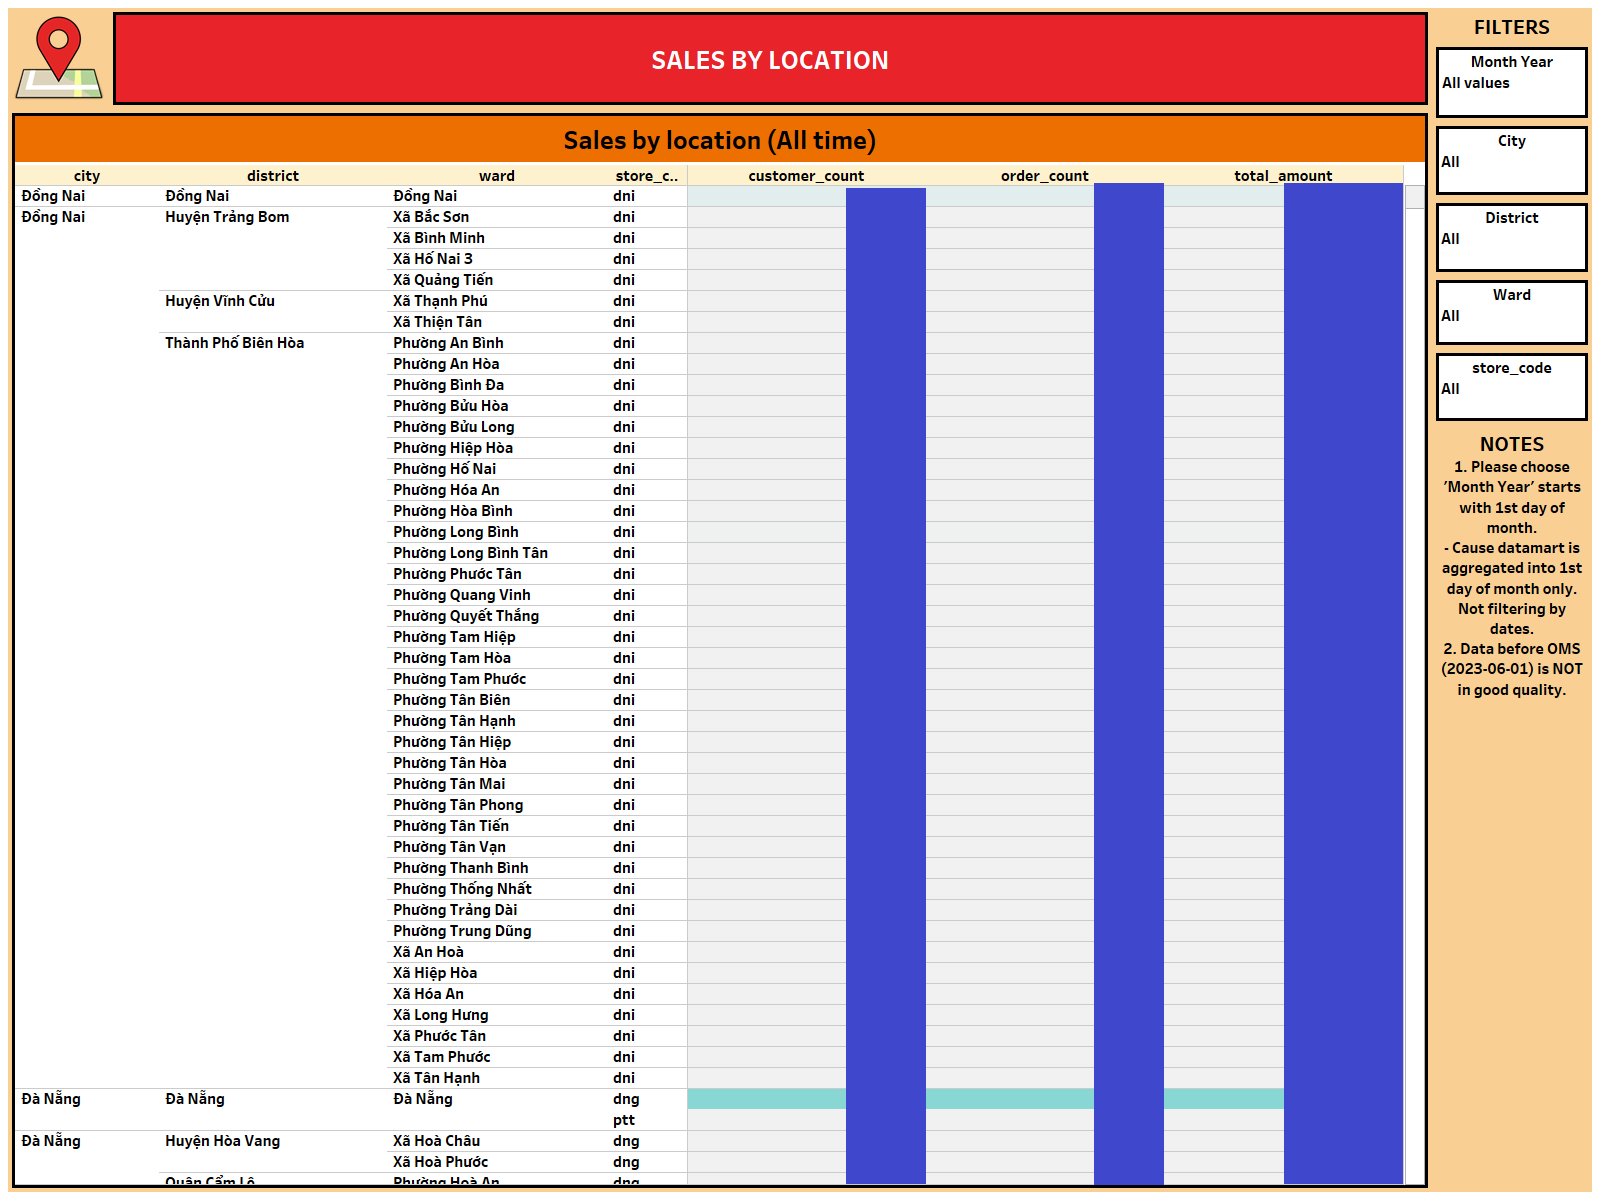 SALES BY LOCATION
Sales by location (All time)
city district ward store_c.. customer_count order_count total_amount
Đồng Nai Đồng Nai Đồng Nai dni
Đồng Nai Huyện Trảng Bom Xã Bắc Sơn dni
Xã Bình Minh dni
Xã Hố Nai 3 dni
Xã Quảng Tiến dni
Huyện Vĩnh Cửu Xã Thạnh Phú dni
Xã Thiện Tân dni
Thành Phố Biên Hòa Phường An Bình dni
Phường An Hòa dni
Phường Bình Đa dni
Phường Bửu Hòa dni
Phường Bửu Long dni
Phường Hiệp Hòa dni
Phường Hố Nai dni
Phường Hóa An dni
Phường Hòa Bình dni
Phường Long Bình dni
Phường Long Bình Tân dni
Phường Phước Tân dni
Phường Quang Vinh dni
Phường Quyết Thắng dni
Phường Tam Hiệp dni
Phường Tam Hòa dni
Phường Tam Phước dni
Phường Tân Biên dni
Phường Tân Hạnh dni
Phường Tân Hiệp dni
Phường Tân Hòa dni
Phường Tân Mai dni
Phường Tân Phong dni
Phường Tân Tiến dni
Phường Tân Vạn dni
Phường Thanh Bình dni
Phường Thống Nhất dni
Phường Trảng Dài dni
Phường Trung Dũng dni
Xã An Hoà dni
Xã Hiệp Hòa dni
Xã Hóa An dni
Xã Long Hưng dni
Xã Phước Tân dni
Xã Tam Phước dni
Xã Tân Hạnh dni
Đà Nẵng Đà Nẵng Đà Nẵng dng
ptt
Đà Nẵng Huyện Hòa Vang Xã Hoà Châu dng
Xã Hoà Phước dng
Quận Cẩm Lệ Phường Hoà An dng
FILTERS
Month Year
All values
City
All
District
All
Ward
All
store_code
All
NOTES
1. Please choose
'Month Year' starts
with 1st day of
month.
- Cause datamart is
aggregated into 1st
day of month only.
Not filtering by
dates.
2. Data before OMS
(2023-06-01) is NOT
in good quality.